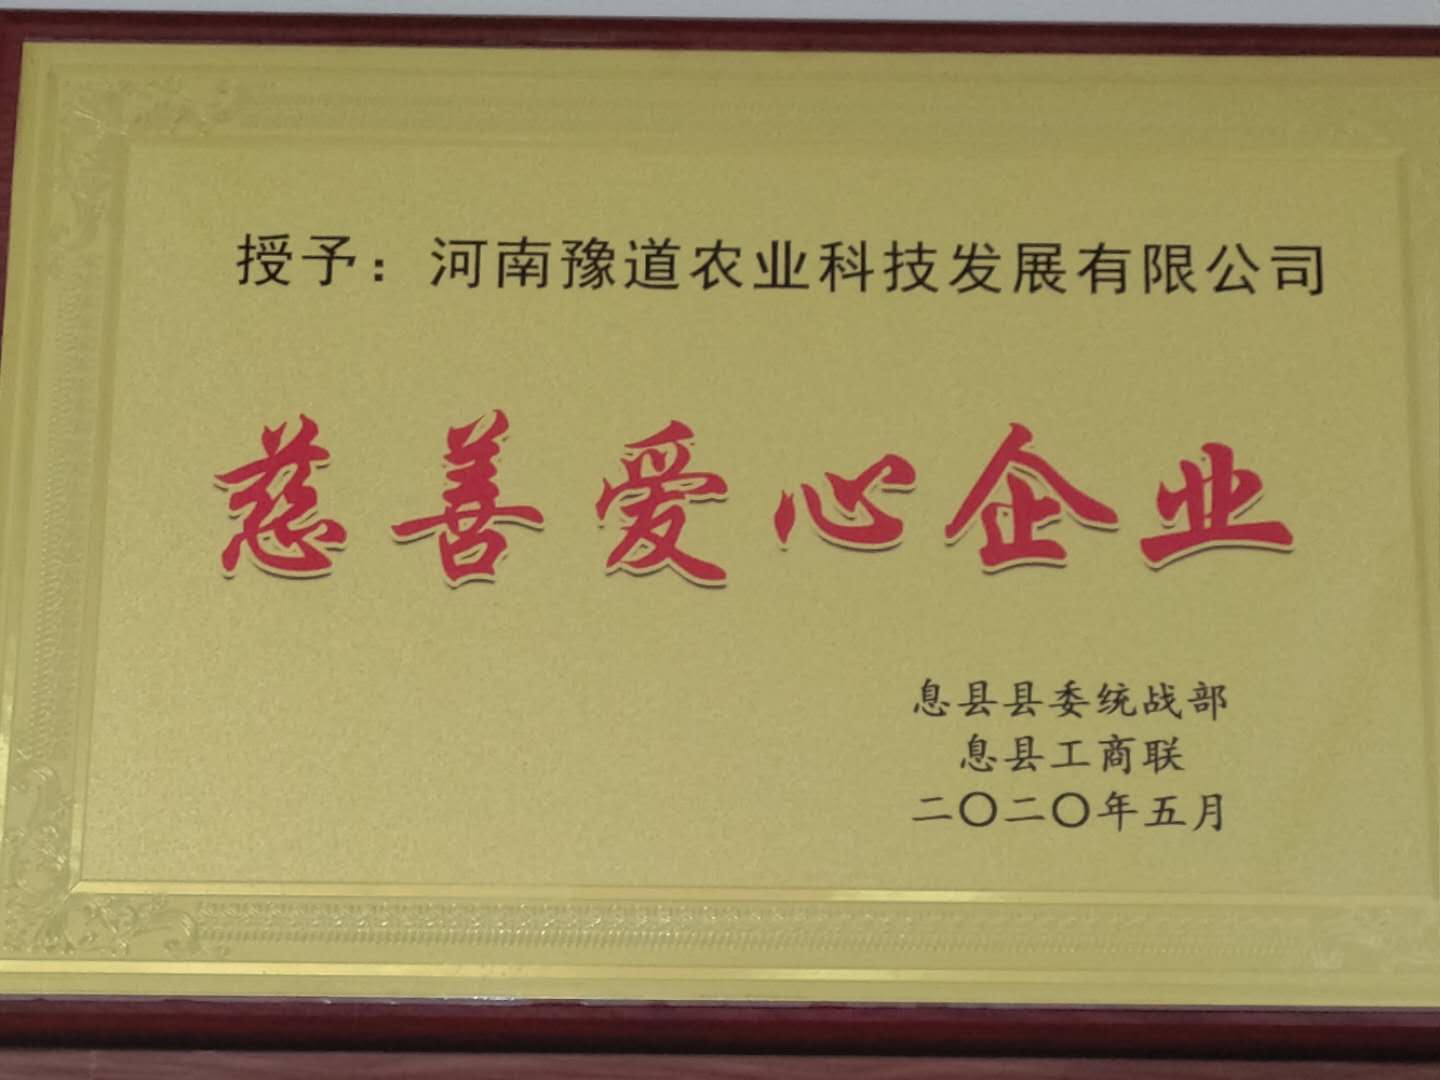 授予：河南豫道农业科技发展有限公司
慈善爱心企业
息县县委统战部
息县工商联
二〇二〇年五月